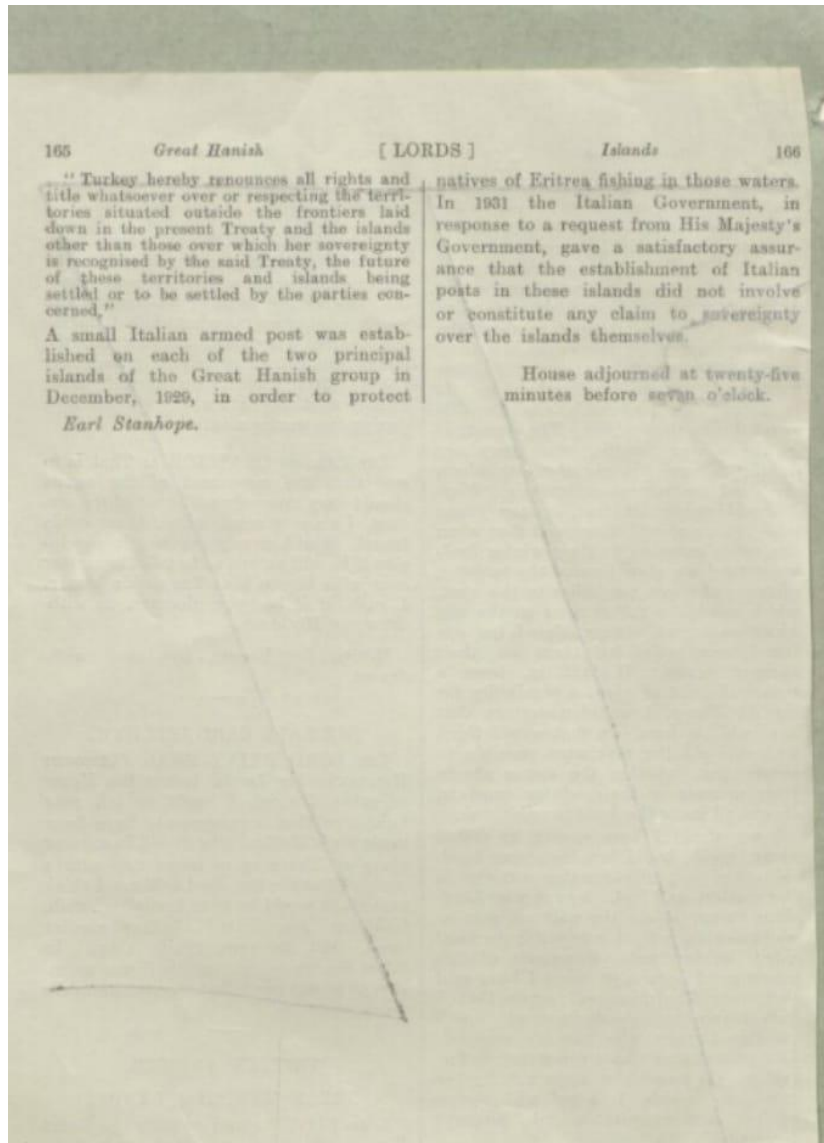 165 Great Hanish [ LORDS ] Islands 166
"Turkey hereby renounces all rights and
title whatsoever over or respecting the terri-
tories situated outside the frontiers laid
down in the present Treaty and the islands
other than those over which her sovereignty
is recognised by the said Treaty, the future
of these territories and islands being
settled or to be settled by the parties con-
cerned,"
A small Italian armed post was estab-
lished on each of the two principal
islands of the Great Hanish group in
December, 1929, in order to protect
Earl Stanhope.
natives of Eritrea fishing in those waters.
In 1931 the Italian Government, in
response to a request from His Majesty's
Government, gave a satisfactory assur-
ance that the establishment of Italian
posts in these islands did not involve
or constitute any claim to sovereignty
over the islands themselves.
House adjourned at twenty-five
minutes before seven o'clock.